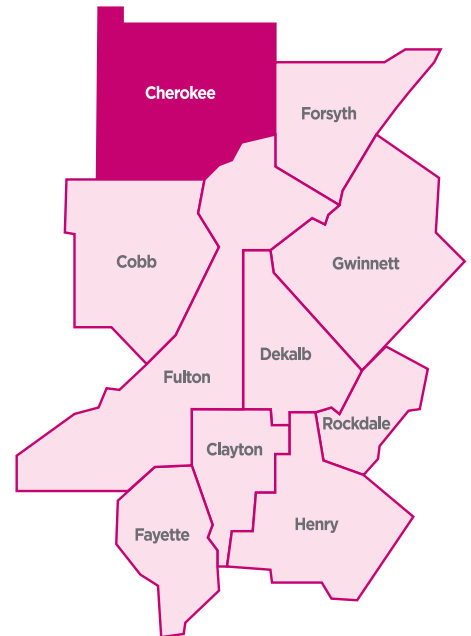 Cherokee
Forsyth
Cobb
Gwinnett
Dekalb
Fulton
Rockdale
Clayton
Henry
Fayette